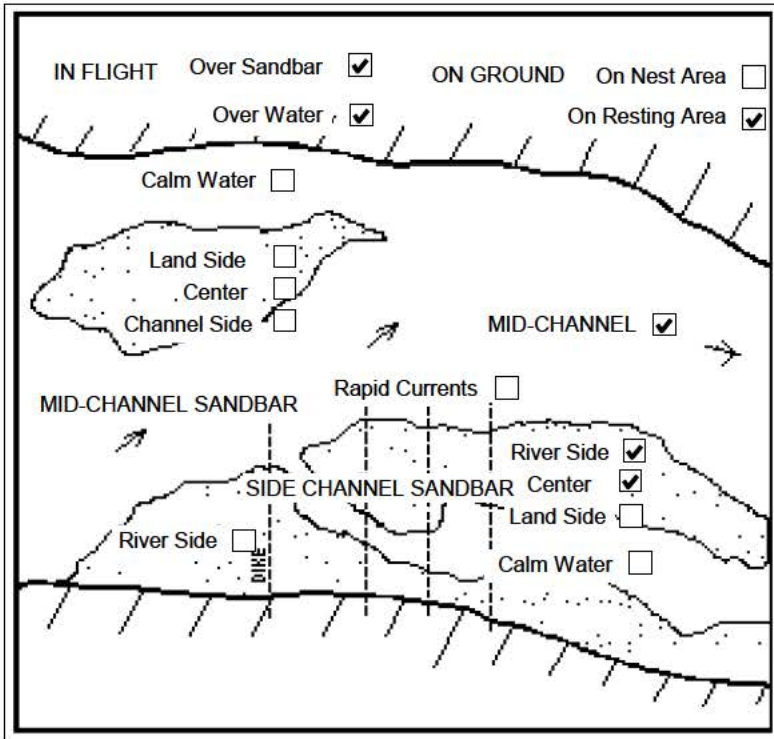 IN FLIGHT Over Sandbar ON GROUND On Nest Area
Over Water On Resting Area
Calm Water
Land Side
Center
Channel Side
MID-CHANNEL
Rapid Currents
MID-CHANNEL SANDBAR
River Side
SIDE CHANNEL SANDBAR Center
Land Side
River Side
DIKE
Calm Water